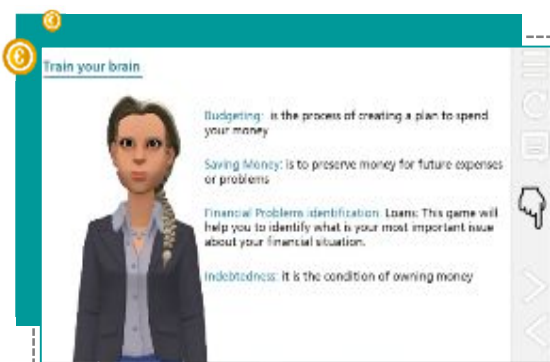 Train your brain
Budgeting: is the process of creating a plan to spend
your money
Saving Money: is to preserve money for future expenses
or problems
Financial Problems identification. Loans: This game will
help you to identify what is your most important issue
about your financial situation.
Indebtedness: it is the condition of owning money